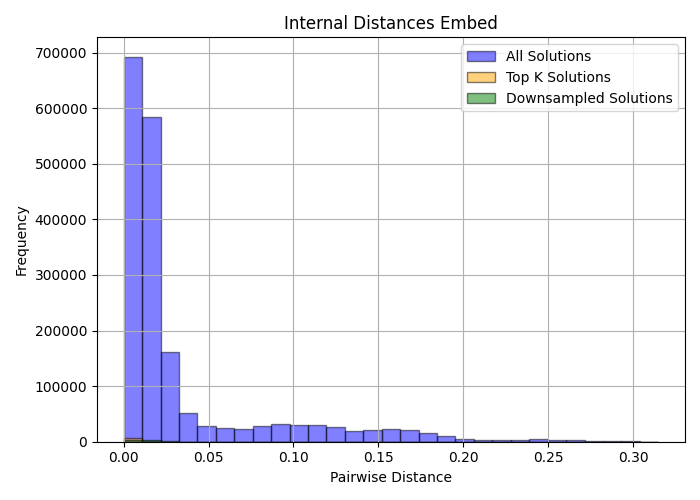 Internal Distances Embed
All Solutions
Top K Solutions
Downsampled Solutions
Frequency
700000
600000
500000
400000
300000
200000
100000
0
0.00 0.05 0.10 0.15 0.20 0.25 0.30
Pairwise Distance